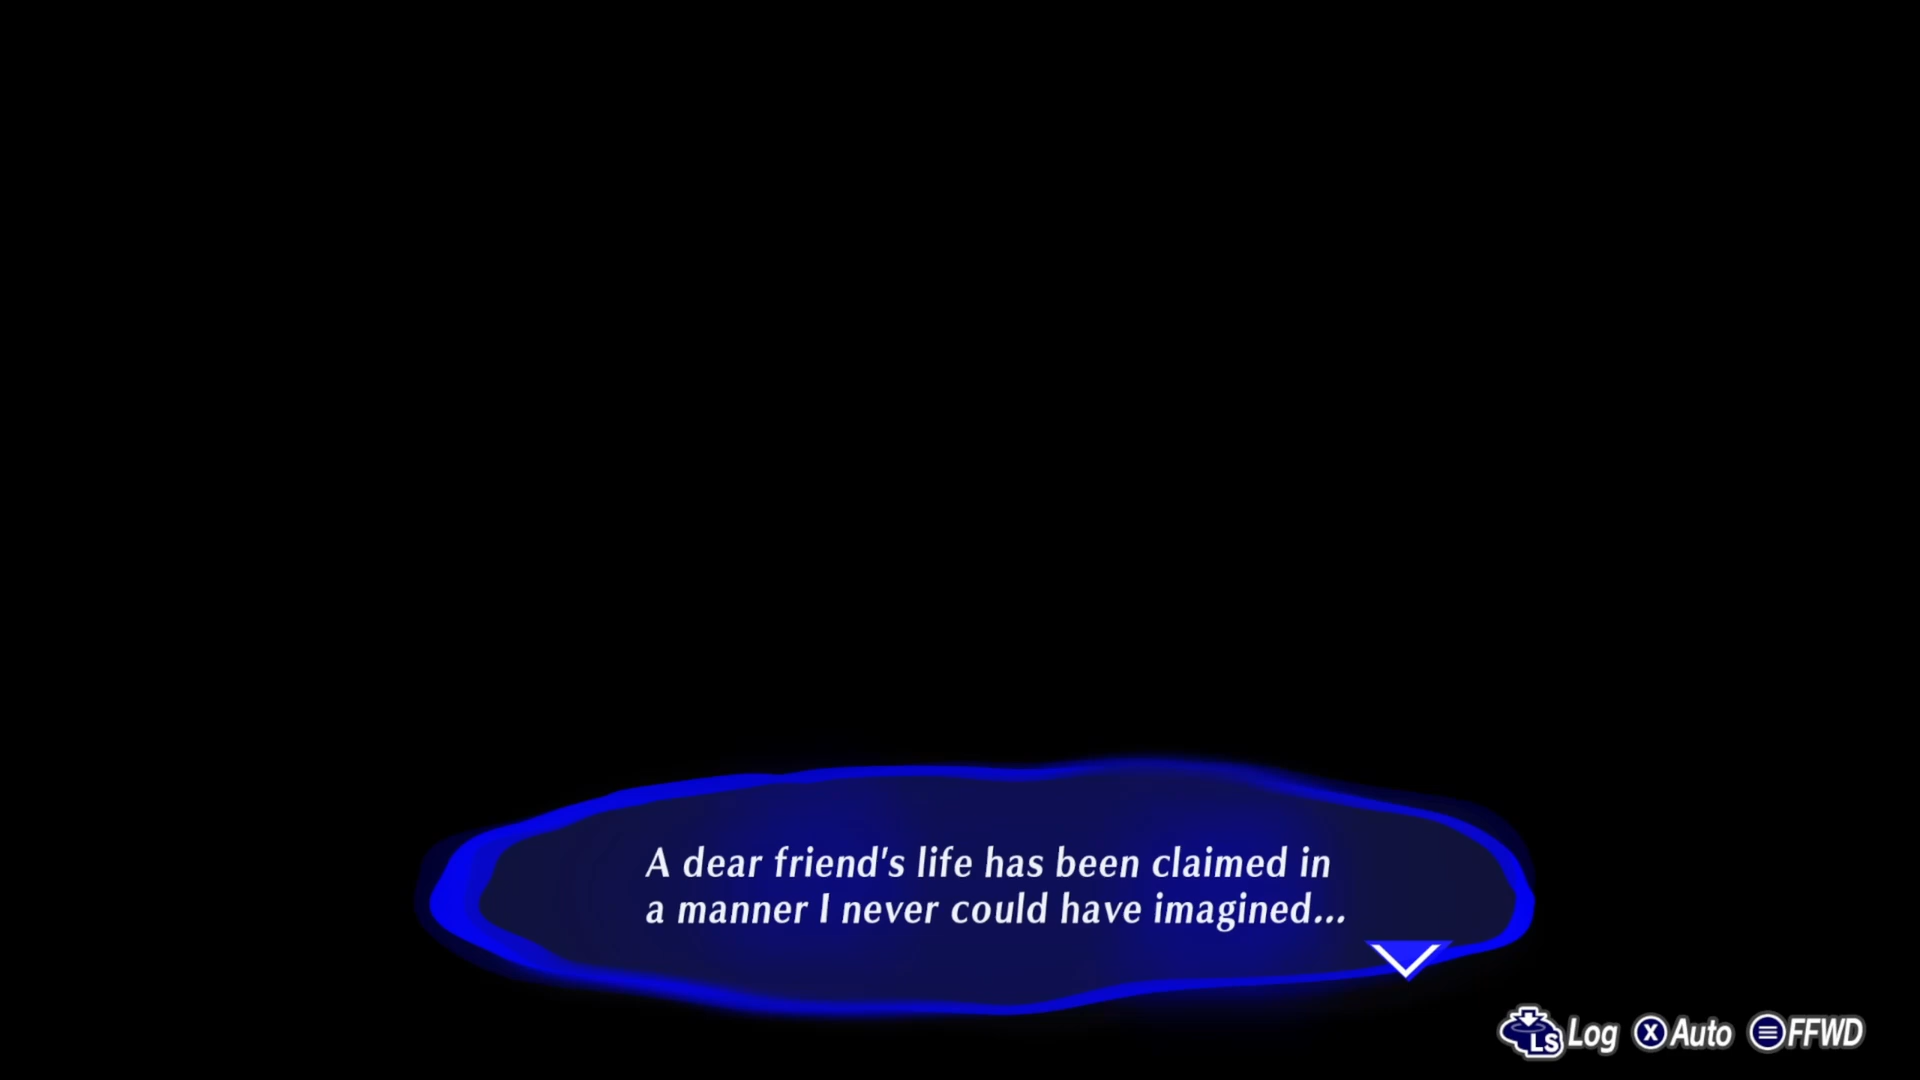 A dear friend's life has been claimed in
a manner I never could have imagined...
LS Log X Auto FFWD